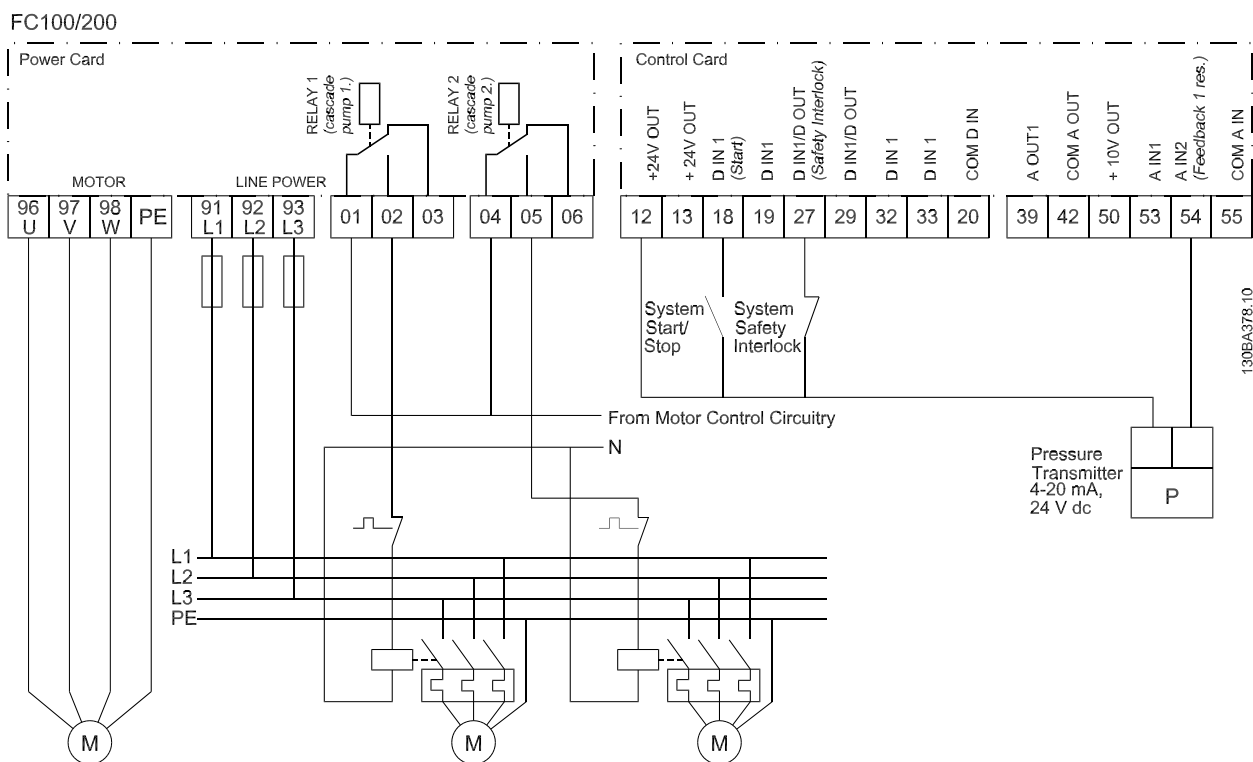 FC100/200
Power Card
Control Card
RELAY 1
(cascade
pump 1.)
RELAY 2
(cascade
pump 2.)
+24V OUT
+ 24V OUT
D IN 1
(Start)
D IN1
D IN1/D OUT
(Safety Interlock)
D IN1/D OUT
D IN 1
D IN 1
COM D IN
A OUT1
COM A OUT
+ 10V OUT
A IN1
A IN2
(Feedback 1 res.)
COM A IN
MOTOR
LINE POWER
96 97 98 PE 91 92 93 01 02 03 04 05 06 12 13 18 19 27 29 32 33 20 39 42 50 53 54 55
U V W L1 L2 L3
System
Start/
Stop
System
Safety
Interlock
130BA378.10
From Motor Control Circuitry
N
Pressure
Transmitter
4-20 mA,
24 V dc
P
L1
L2
L3
PE
M M M